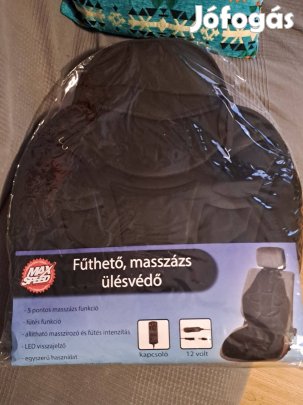 Jófogás
MAX
SPEED
Fűthető, masszázs
ülésvédő
- 5 pontos masszázs funkció
- fűtés funkció
- állítható masszírozó és fűtés intenzitás
- LED visszajelző
- egyszerű használat
kapcsoló
12 volt